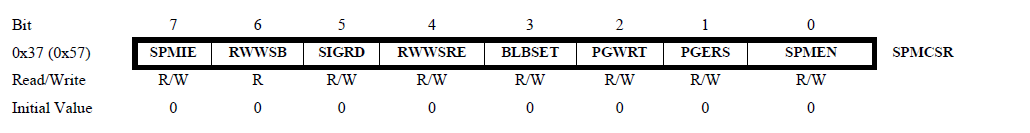 Bit 7 6 5 4 3 2 1 0
0x37 (0x57) SPMIE RWWSB SIGRD RWWSRE BLBSET PGWRT PGERS SPMEN SPMCSR
Read/Write R/W R R/W R/W R/W R/W R/W R/W
Initial Value 0 0 0 0 0 0 0 0